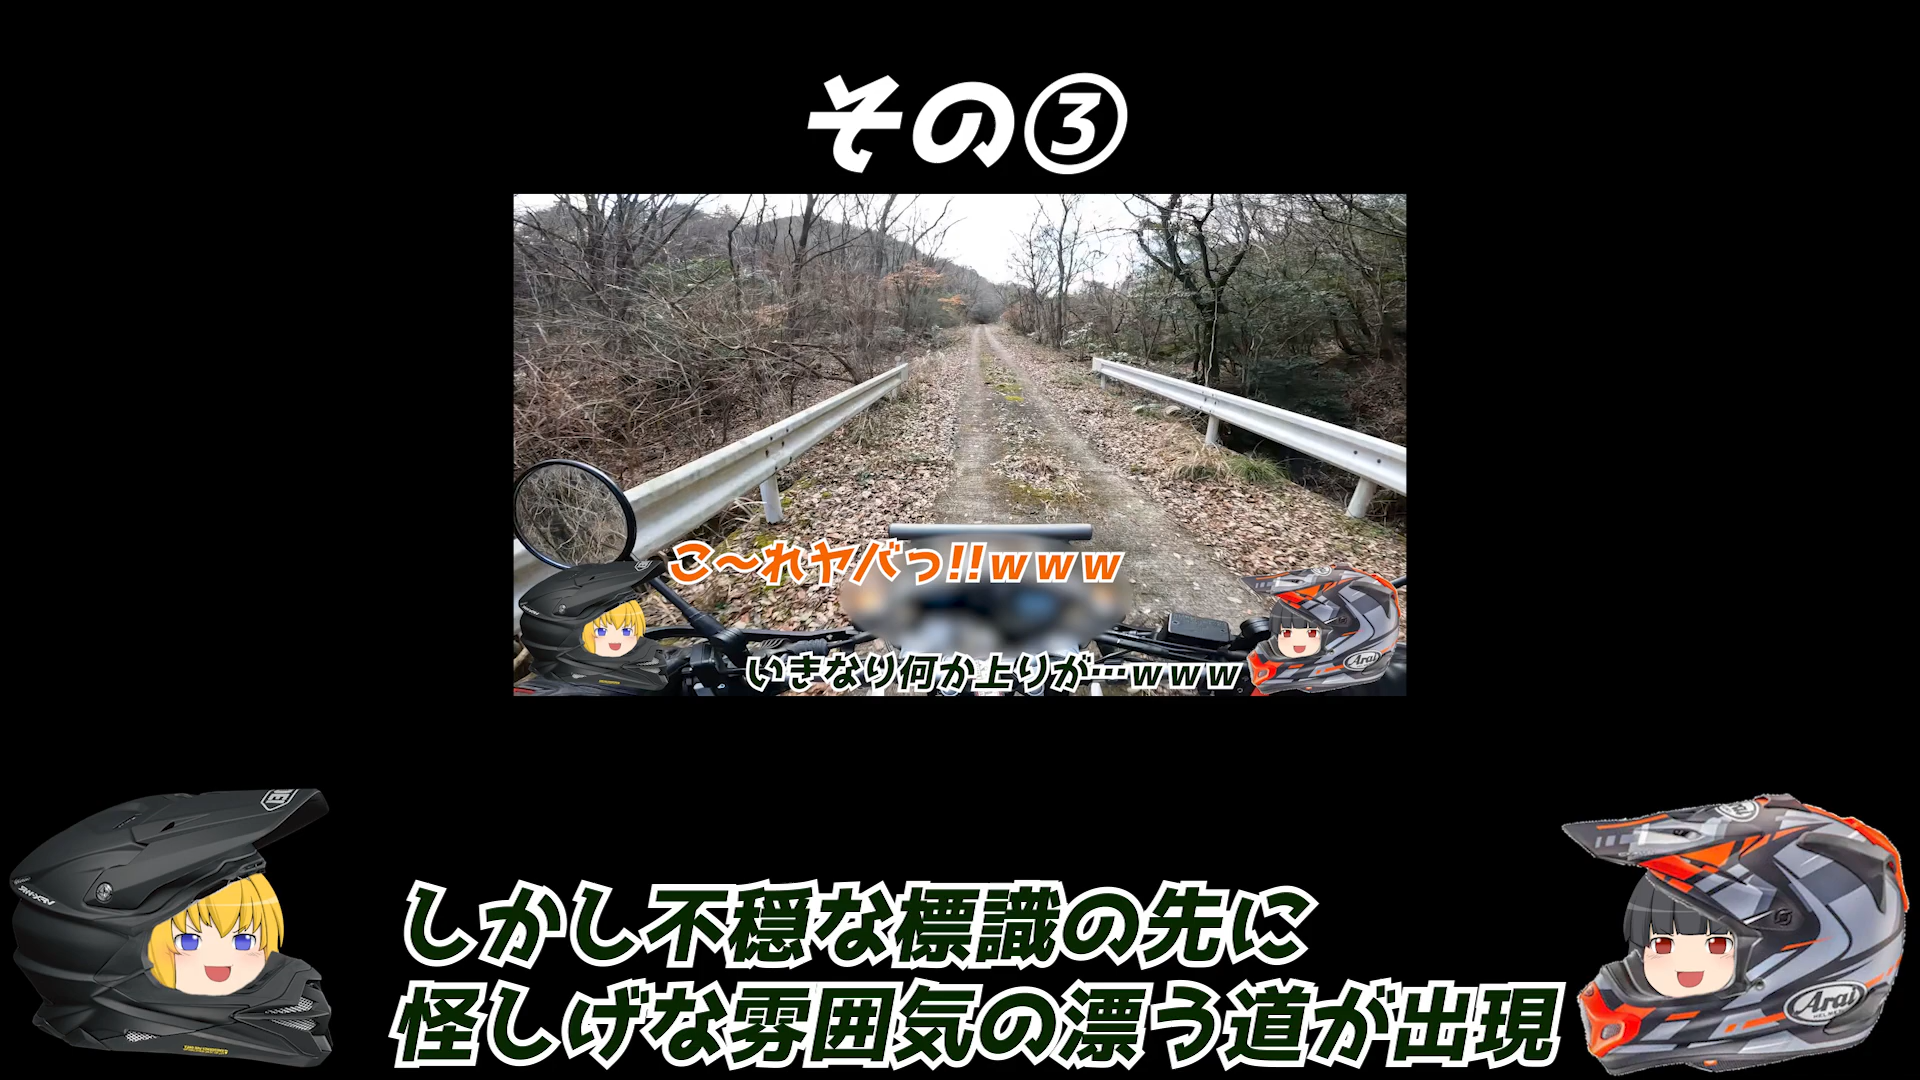 その③
こ～れヤバっ!!ｗｗｗ
いきなり何か上りが…ｗｗｗ
Arai
しかし不穏な標識の先に
怪しげな雰囲気の漂う道が出現
Arai